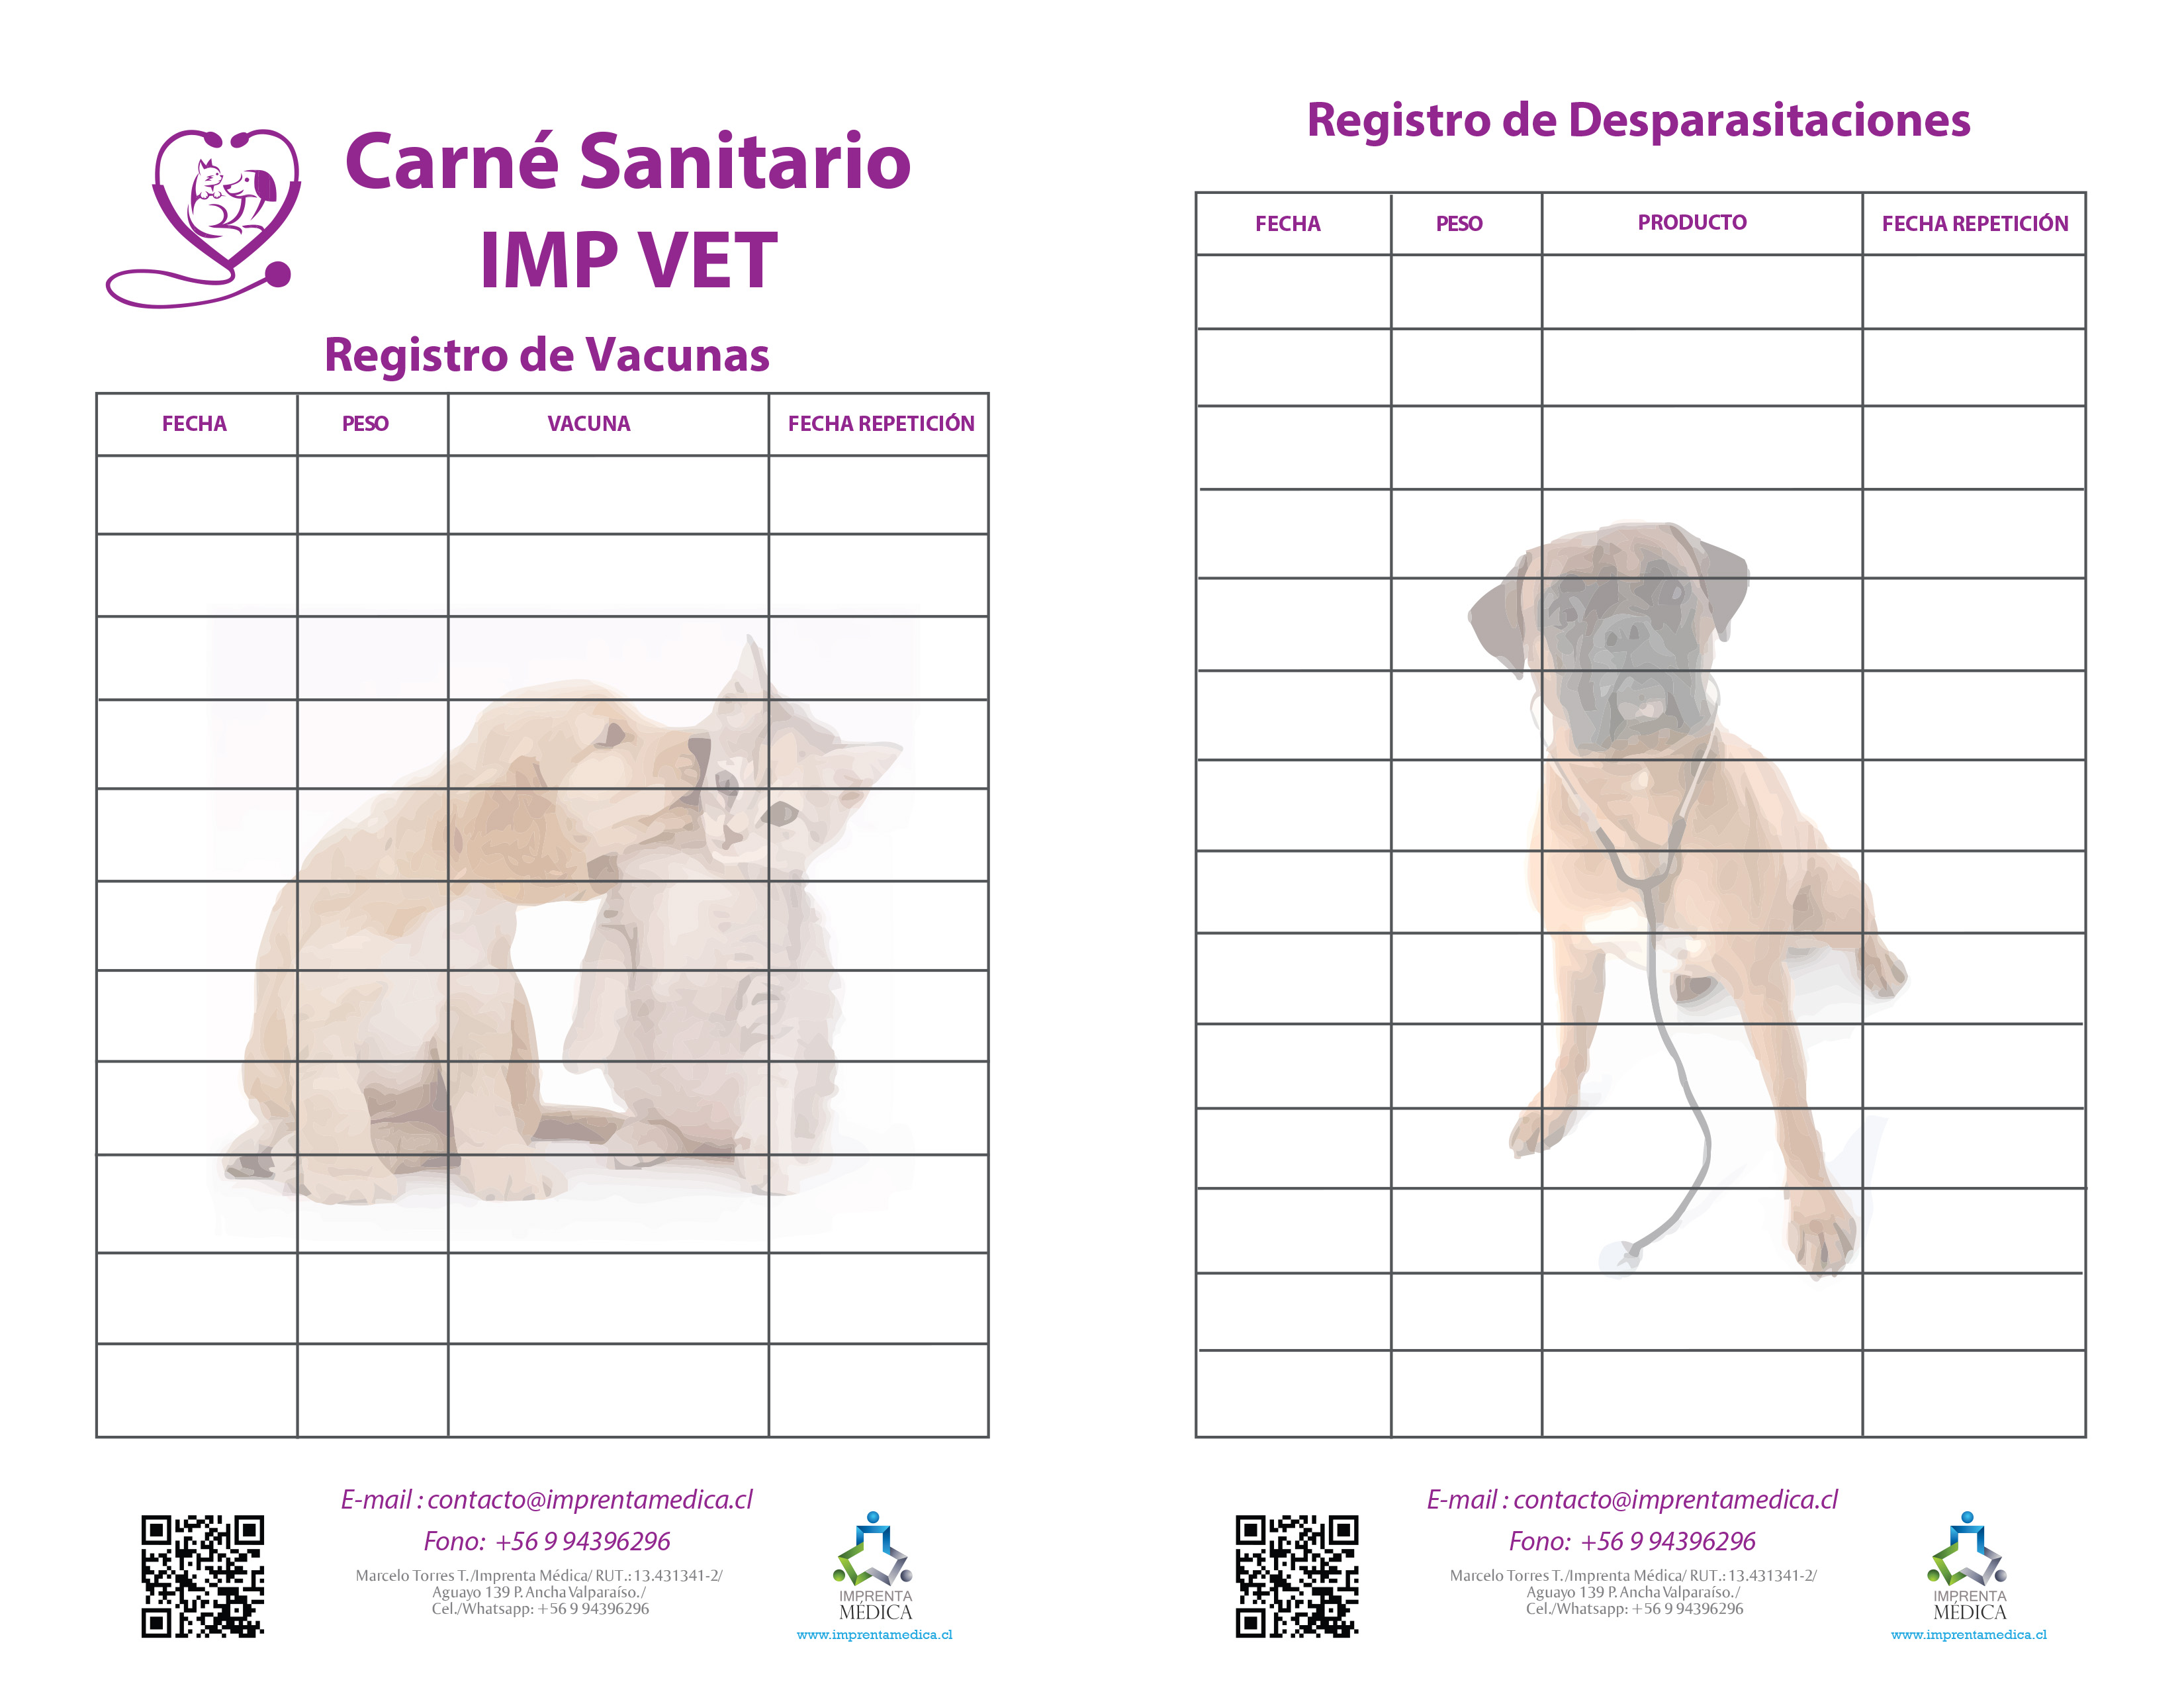 Carné Sanitario
IMP VET
Registro de Vacunas
FECHA PESO VACUNA FECHA REPETICIÓN
E-mail : contacto@imprentamedica.cl
Fono: +56 9 94396296
Marcelo Torres T./Imprenta Médica/ RUT.: 13.431341-2/
Aguayo 139 P. Ancha Valparaíso./
Cel./Whatsapp: +56 9 94396296
IMPRENTA
MÉDICA
www.imprentamedica.cl
Registro de Desparasitaciones
FECHA PESO PRODUCTO FECHA REPETICIÓN
E-mail : contacto@imprentamedica.cl
Fono: +56 9 94396296
Marcelo Torres T./Imprenta Médica/ RUT.: 13.431341-2/
Aguayo 139 P. Ancha Valparaíso./
Cel./Whatsapp: +56 9 94396296
IMPRENTA
MÉDICA
www.imprentamedica.cl